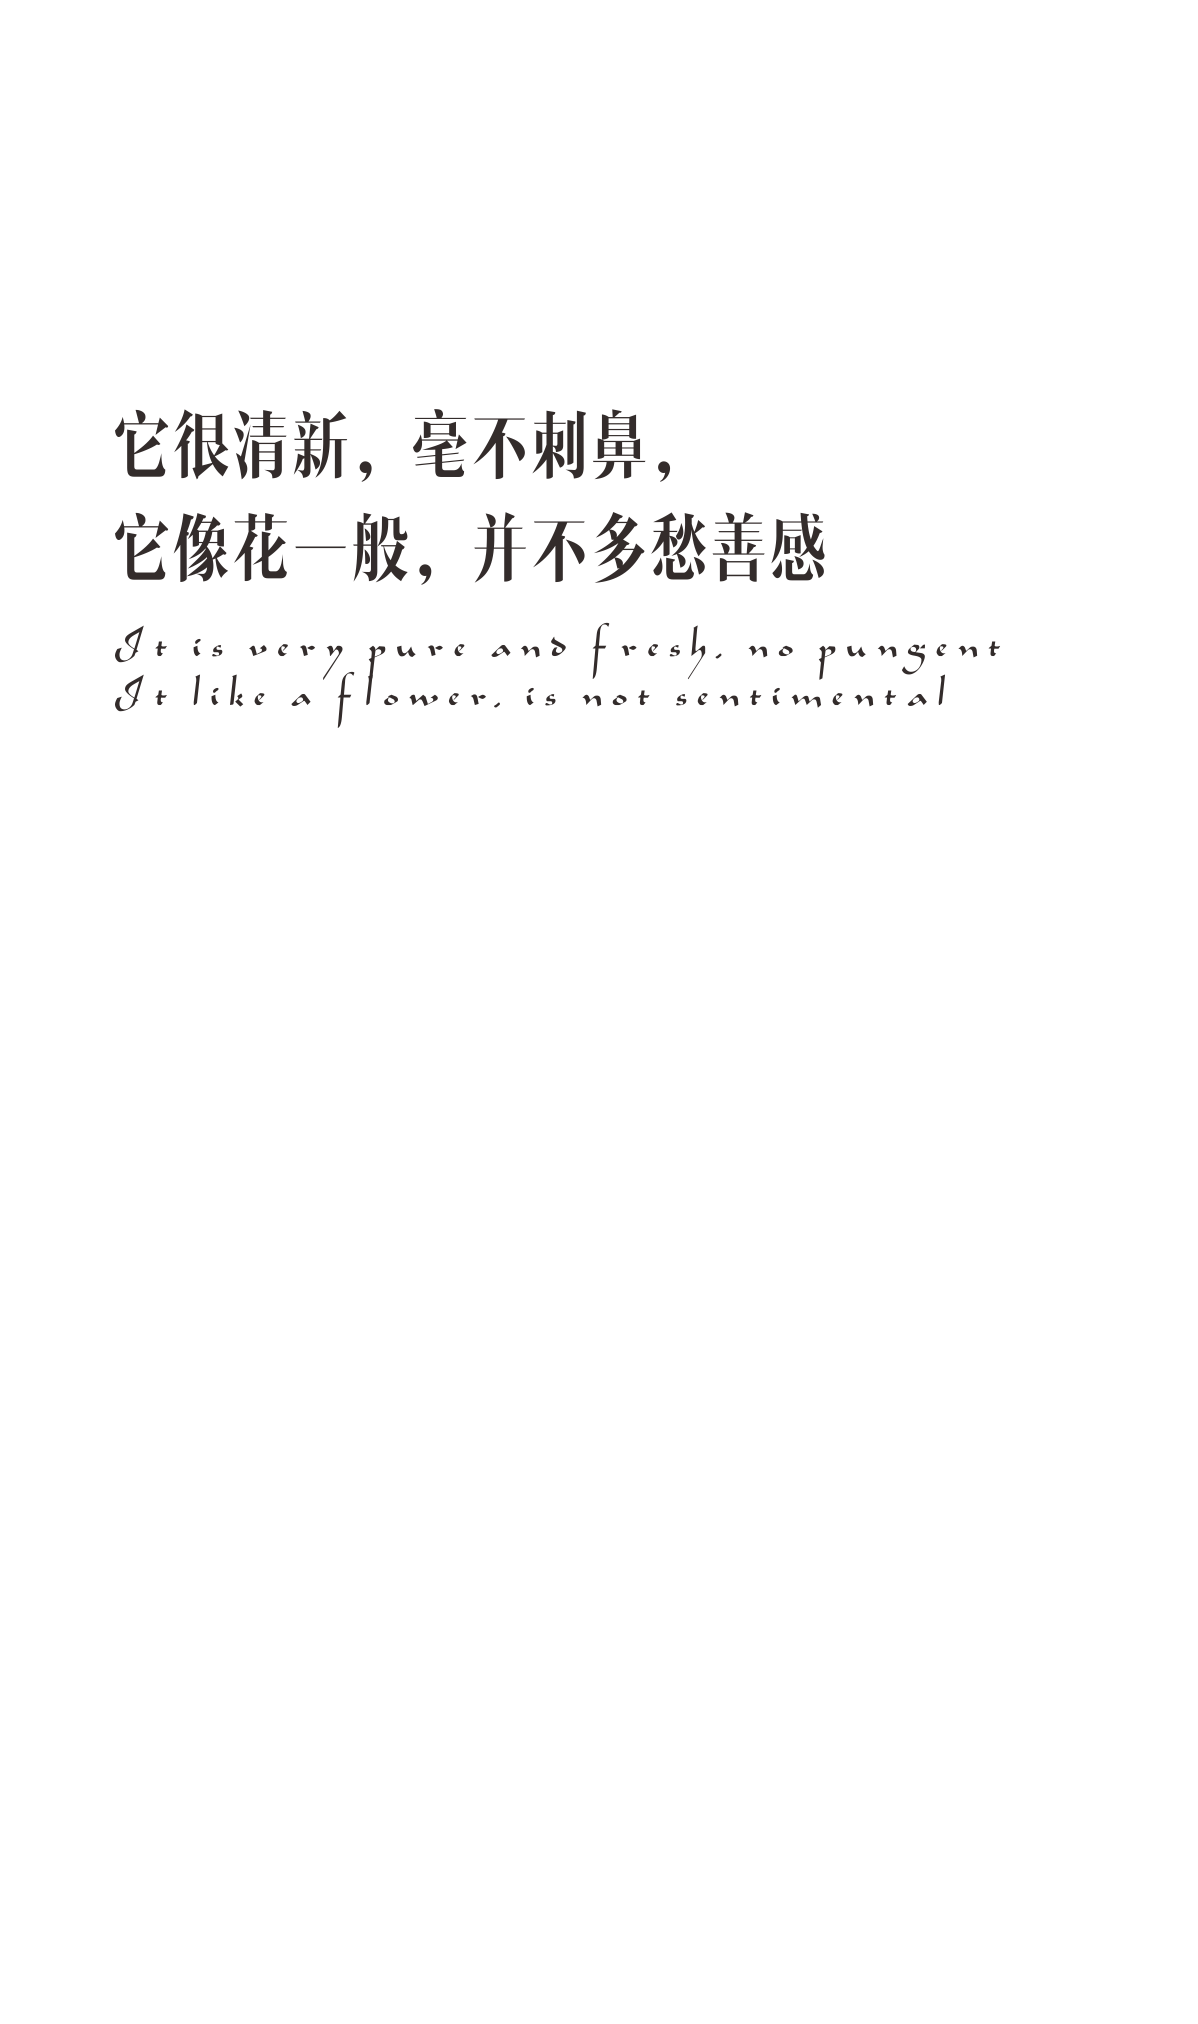 它很清新，毫不刺鼻，
它像花一般，并不多愁善感
It is very pure and fresh, no pungent
It like a flower, is not sentimental